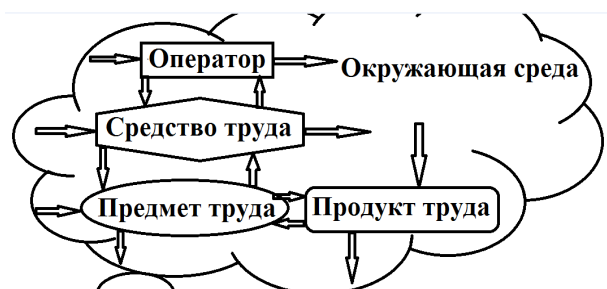 Оператор
Окружающая среда
Средство труда
Предмет труда
Продукт труда